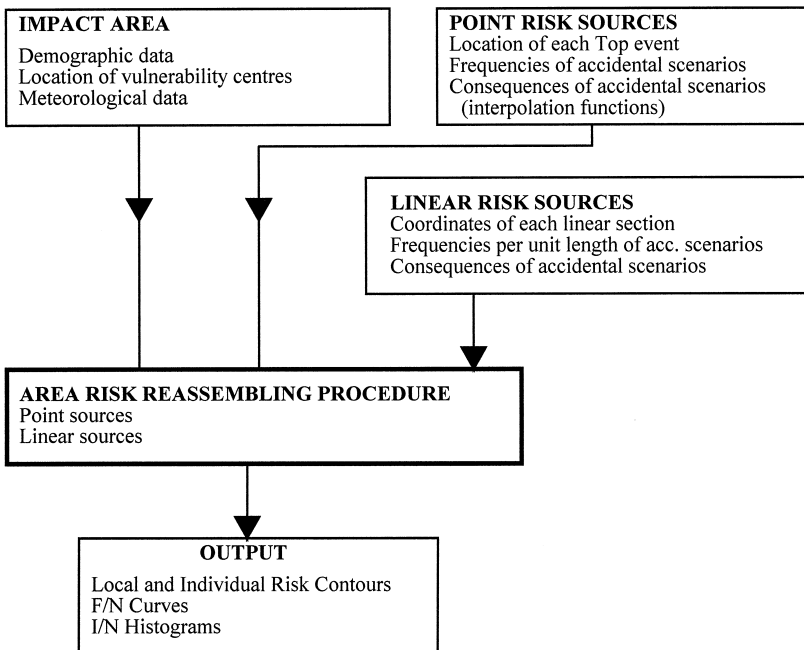 IMPACT AREA
Demographic data
Location of vulnerability centres
Meteorological data
POINT RISK SOURCES
Location of each Top event
Frequencies of accidental scenarios
Consequences of accidental scenarios
(interpolation functions)
LINEAR RISK SOURCES
Coordinates of each linear section
Frequencies per unit length of acc. scenarios
Consequences of accidental scenarios
AREA RISK REASSEMBLING PROCEDURE
Point sources
Linear sources
OUTPUT
Local and Individual Risk Contours
F/N Curves
I/N Histograms